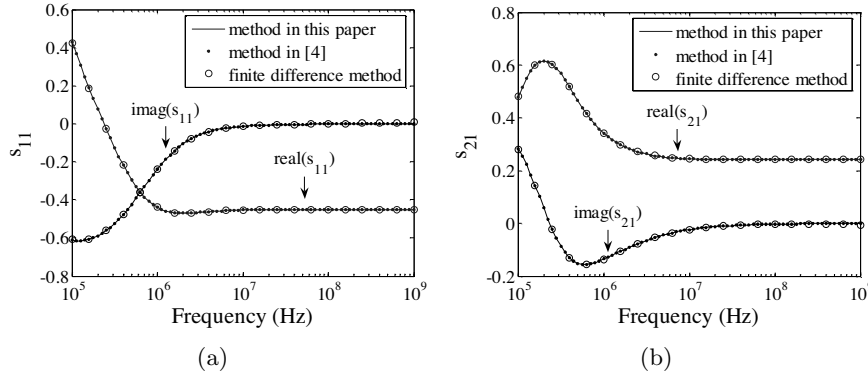 method in this paper
method in [4]
finite difference method
imag(s11)
real(s11)
s11
0.6
0.4
0.2
0
-0.2
-0.4
-0.6
-0.8
10^5
10^6
10^7
10^8
10^9
Frequency (Hz)
(a)
method in this paper
method in [4]
finite difference method
real(s21)
imag(s21)
s21
0.8
0.6
0.4
0.2
0
-0.2
10^5
10^6
10^7
10^8
10^9
Frequency (Hz)
(b)